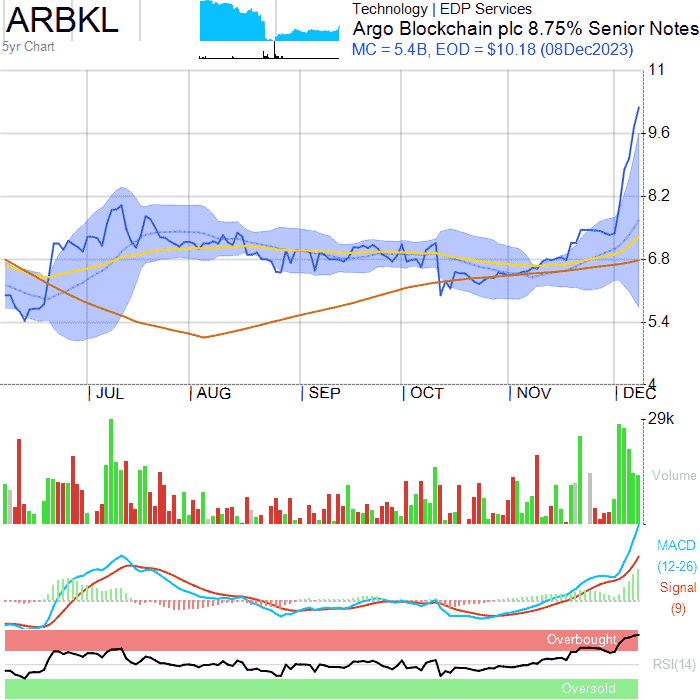 ARBKL
5yr Chart
Technology | EDP Services
Argo Blockchain plc 8.75% Senior Notes
MC = 5.4B, EOD = $10.18 (08Dec2023)
11
9.6
8.2
6.8
5.4
4
JUL AUG SEP OCT NOV DEC
29k
Volume
MACD
(12-26)
Signal
(9)
Overbought
RSI(14)
Oversold